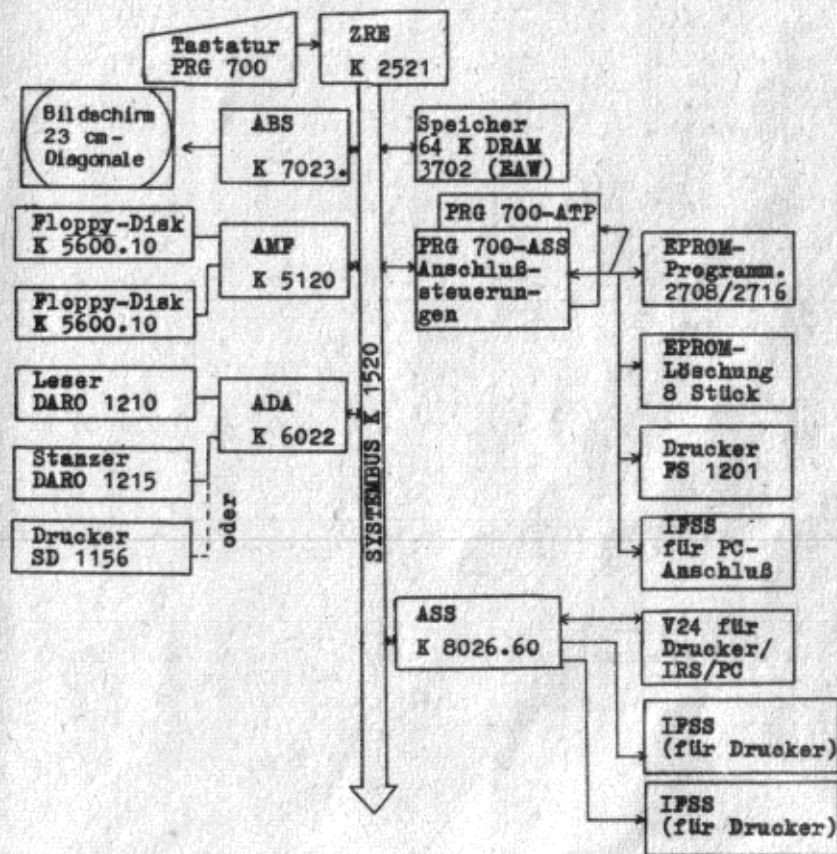 Tastatur
PRG 700
ZRE
K 2521
Bildschirm
23 cm-
Diagonale
ABS
K 7023.
Speicher
64 K DRAM
3702 (EAW)
Floppy-Disk
K 5600.10
Floppy-Disk
K 5600.10
AMF
K 5120
PRG 700-ATP
PRG 700-ASS
Anschluß-
steuerun-
gen
EPROM-
Programm.
2708/2716
EPROM-
Löschung
8 Stück
Drucker
FS 1201
IFSS
für PC-
Anschluß
Leser
DARO 1210
Stanzer
DARO 1215
Drucker
SD 1156
oder
ADA
K 6022
SYSTEMBUS K 1520
ASS
K 8026.60
V24 für
Drucker/
IRS/PC
IFSS
(für Drucker)
IFSS
(für Drucker)